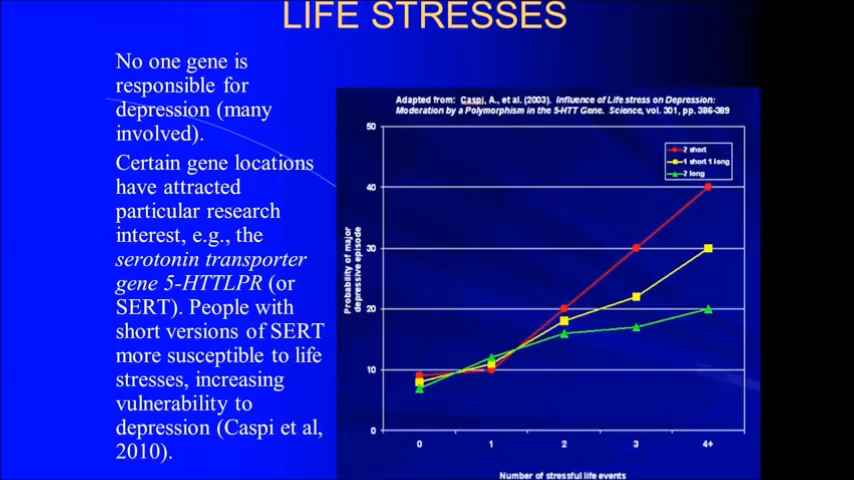 LIFE STRESSES
No one gene is
responsible for
depression (many
involved).
Certain gene locations
have attracted
particular research
interest, e.g., the
serotonin transporter
gene 5-HTTLPR (or
SERT). People with
short versions of SERT
more susceptible to life
stresses, increasing
vulnerability to
depression (Caspi et al,
2010).
Adapted from: Caspi, A., et al. (2003). Influence of Life stress on Depression:
Moderation by a Polymorphism in the 5-HTT Gene. Science, vol. 301, pp. 386-389
2 short
1 short 1 long
2 long
Probability of major
depressive episode
50
40
30
20
10
0
0 1 2 3 4+
Number of stressful life events